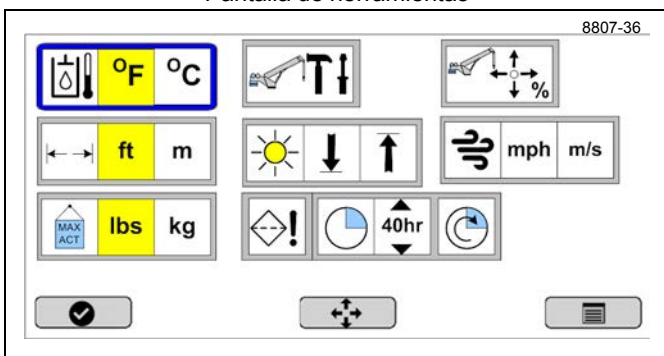 Pantalla de herramientas
8807-36
°F °C
%
ft m
mph m/s
MAX
ACT
lbs kg
!
40hr